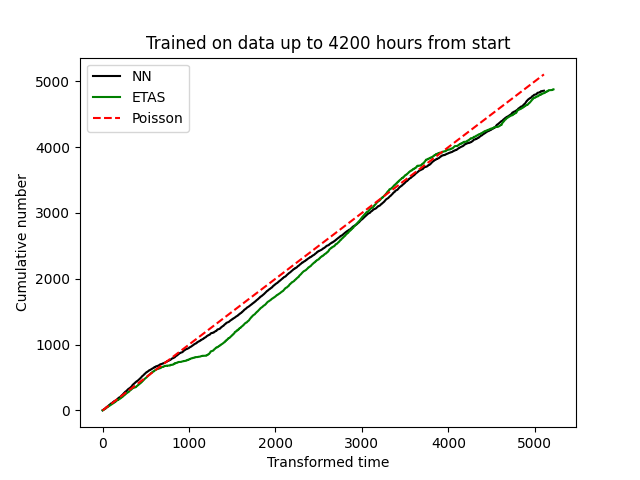 Trained on data up to 4200 hours from start
NN
ETAS
Poisson
Cumulative number
5000
4000
3000
2000
1000
0
0 1000 2000 3000 4000 5000
Transformed time